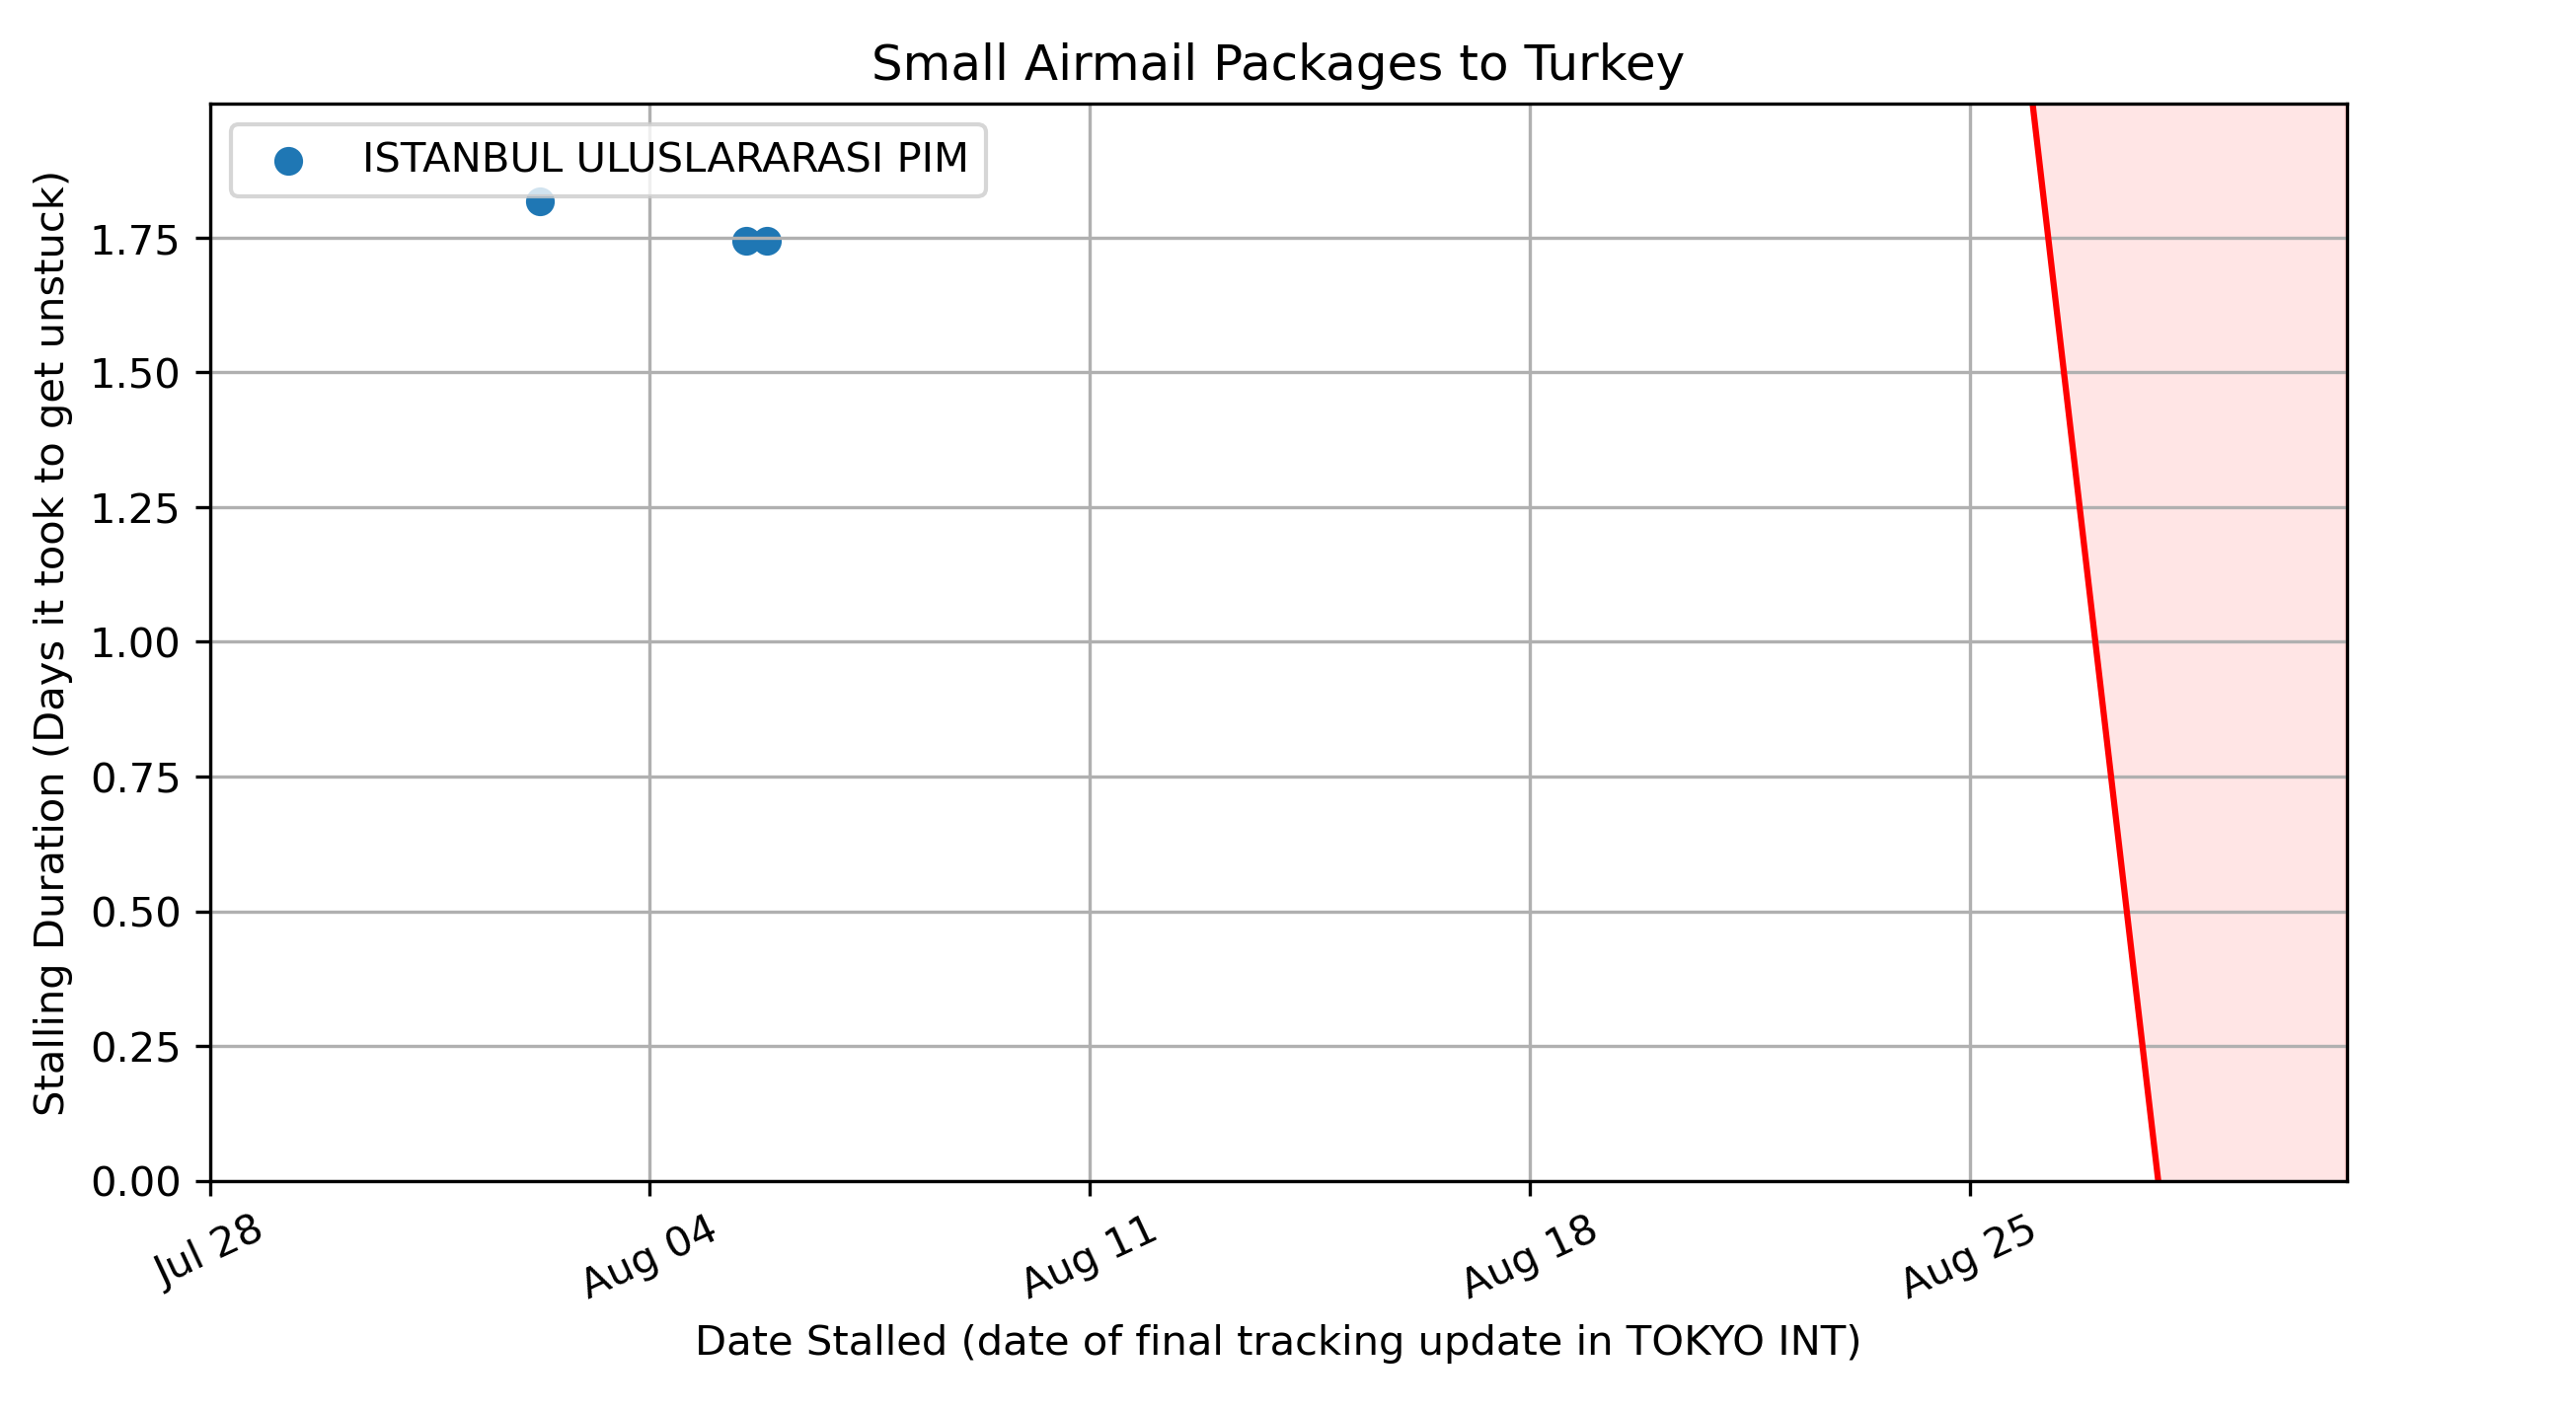 Small Airmail Packages to Turkey
ISTANBUL ULUSLARARASI PIM
Stalling Duration (Days it took to get unstuck)
1.75
1.50
1.25
1.00
0.75
0.50
0.25
0.00
Jul 28
Aug 04
Aug 11
Aug 18
Aug 25
Date Stalled (date of final tracking update in TOKYO INT)